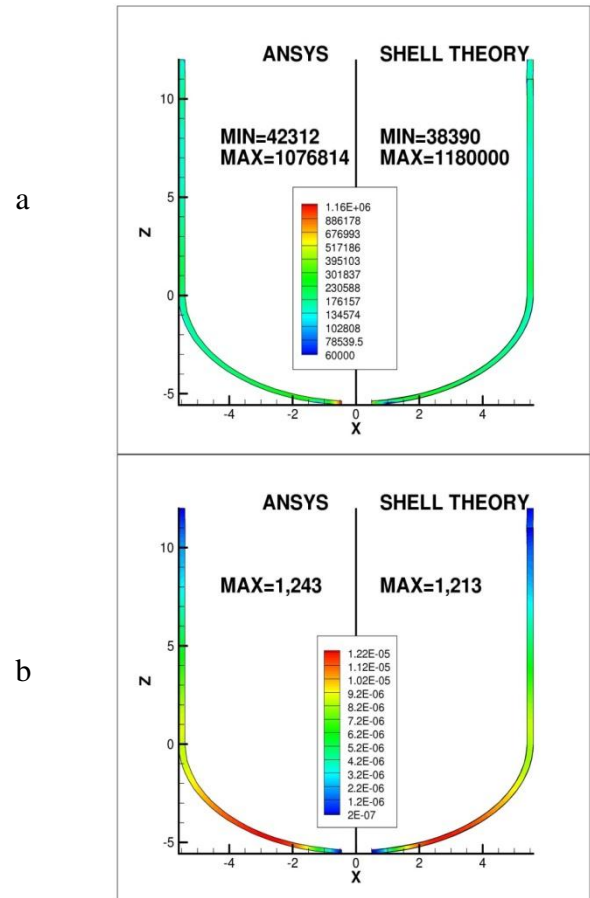 a
ANSYS SHELL THEORY
MIN=42312 MIN=38390
MAX=1076814 MAX=1180000
1.16E+06
886178
676993
517186
395103
301837
230588
176157
134574
102808
78539.5
60000
10
5
0
-5
Z
-4 -2 0 2 4
X
b
ANSYS SHELL THEORY
MAX=1,243 MAX=1,213
1.22E-05
1.12E-05
1.02E-05
9.2E-06
8.2E-06
7.2E-06
6.2E-06
5.2E-06
4.2E-06
3.2E-06
2.2E-06
1.2E-06
2E-07
10
5
0
-5
Z
-4 -2 0 2 4
X